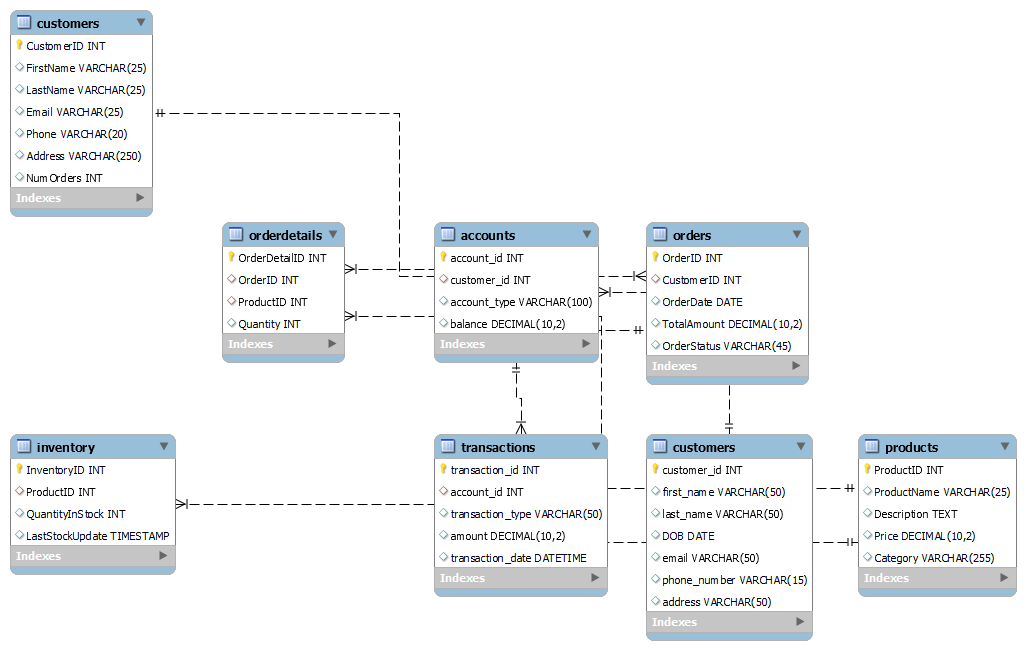 customers
CustomerID INT
FirstName VARCHAR(25)
LastName VARCHAR(25)
Email VARCHAR(25)
Phone VARCHAR(20)
Address VARCHAR(250)
NumOrders INT
Indexes
orderdetails
OrderDetailID INT
OrderID INT
ProductID INT
Quantity INT
Indexes
accounts
account_id INT
customer_id INT
account_type VARCHAR(100)
balance DECIMAL(10,2)
Indexes
orders
OrderID INT
CustomerID INT
OrderDate DATE
TotalAmount DECIMAL(10,2)
OrderStatus VARCHAR(45)
Indexes
inventory
InventoryID INT
ProductID INT
QuantityInStock INT
LastStockUpdate TIMESTAMP
Indexes
transactions
transaction_id INT
account_id INT
transaction_type VARCHAR(50)
amount DECIMAL(10,2)
transaction_date DATETIME
Indexes
customers
customer_id INT
first_name VARCHAR(50)
last_name VARCHAR(50)
DOB DATE
email VARCHAR(50)
phone_number VARCHAR(15)
address VARCHAR(50)
Indexes
products
ProductID INT
ProductName VARCHAR(25)
Description TEXT
Price DECIMAL(10,2)
Category VARCHAR(255)
Indexes